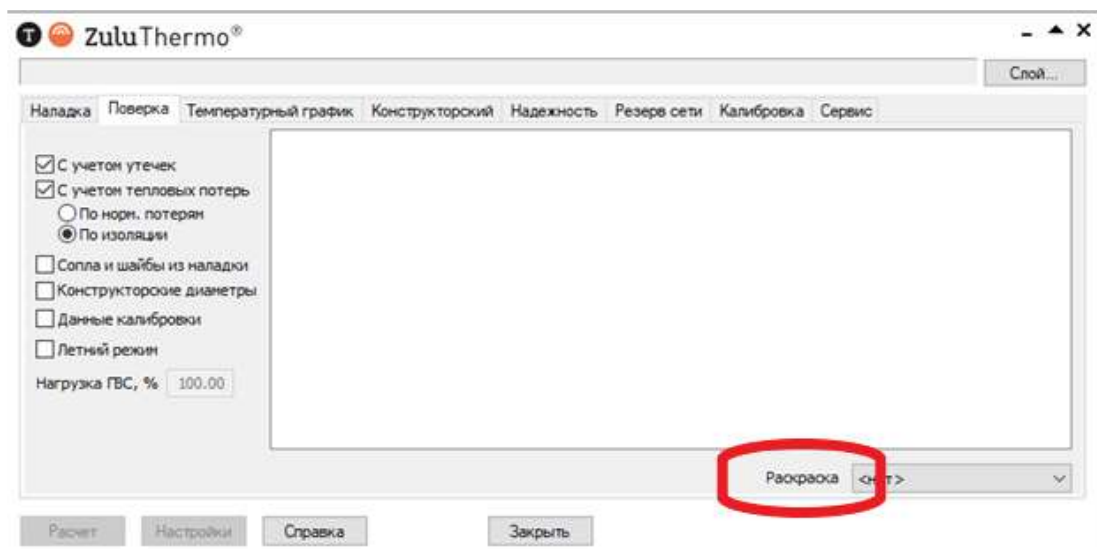 ZuluThermo®
Слой...
Наладка Поверка Температурный график Конструкторский Надежность Резерв сети Калибровка Сервис
С учетом утечек
С учетом тепловых потерь
По норм. потерям
По изоляции
Сопла и шайбы из наладки
Конструкторские диаметры
Данные калибровки
Летний режим
Нагрузка ГВС, % 100.00
Раскраска <нет>
Расчет Настройки Справка Закрыть